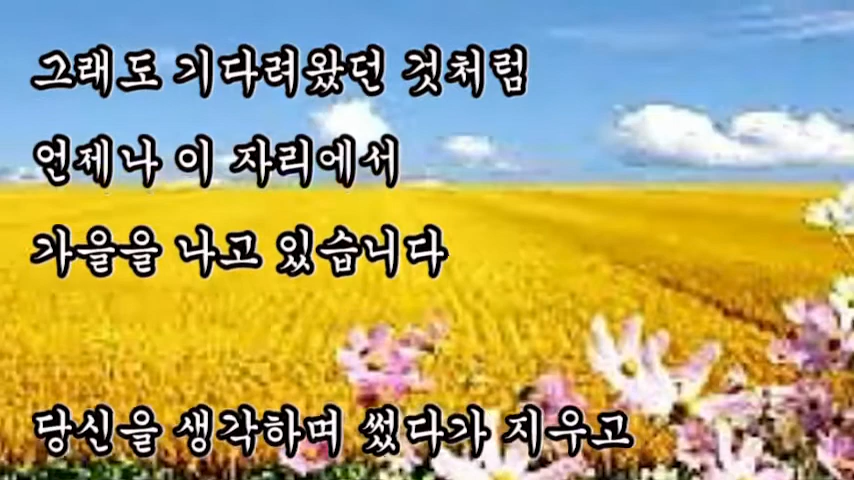 그래도 기다려왔던 것처럼
언제나 이 자리에서
가을을 나고 있습니다
당신을 생각하며 썼다가 지우고